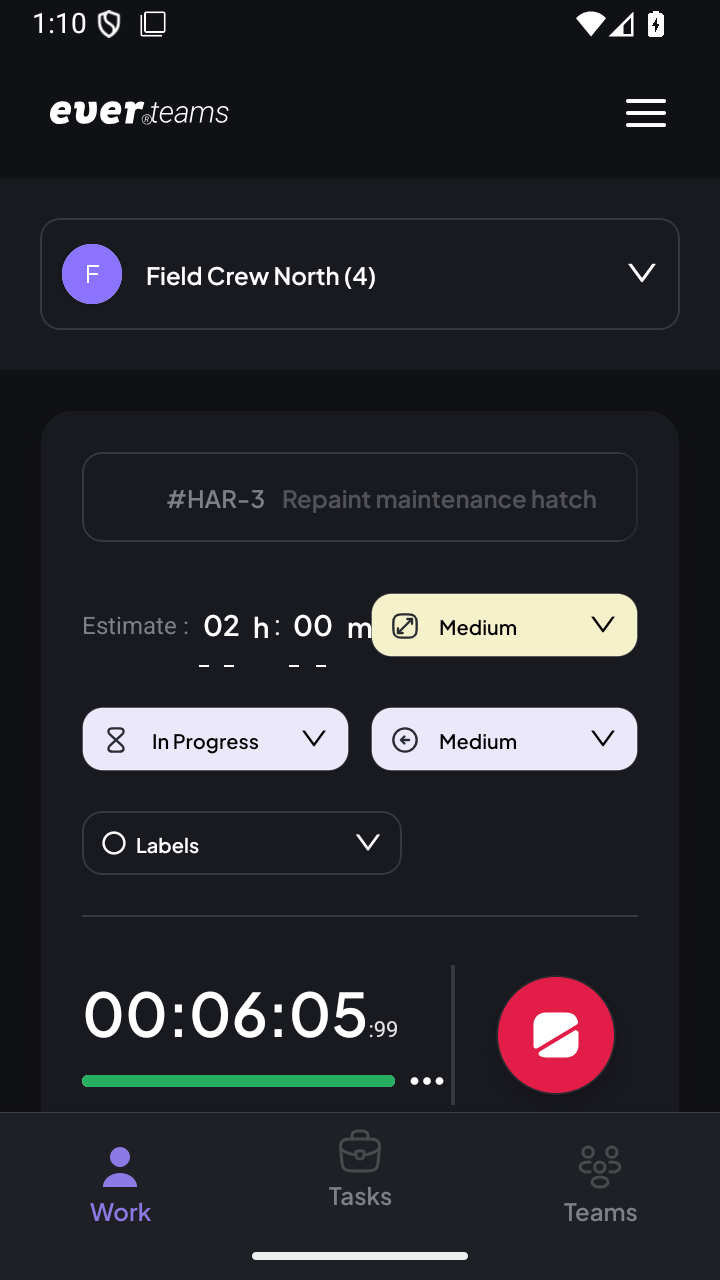 1:10
ever®teams
F Field Crew North (4)
#HAR-3 Repaint maintenance hatch
Estimate : 02 h : 00 m
Medium
In Progress
Medium
Labels
00:06:05:99
Work
Tasks
Teams